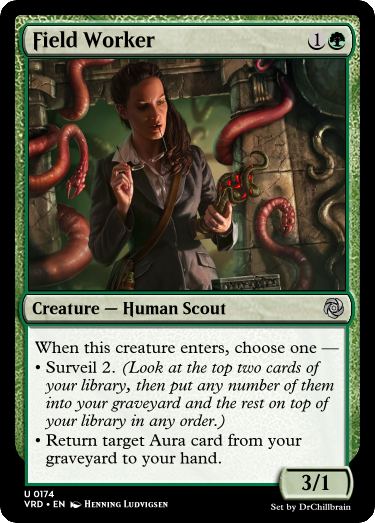 Field Worker 1
Creature — Human Scout
When this creature enters, choose one —
• Surveil 2. (Look at the top two cards of
your library, then put any number of them
into your graveyard and the rest on top of
your library in any order.)
• Return target Aura card from your
graveyard to your hand.
3/1
U 0174
VRD • EN Henning Ludvigsen
Set by DrChillbrain